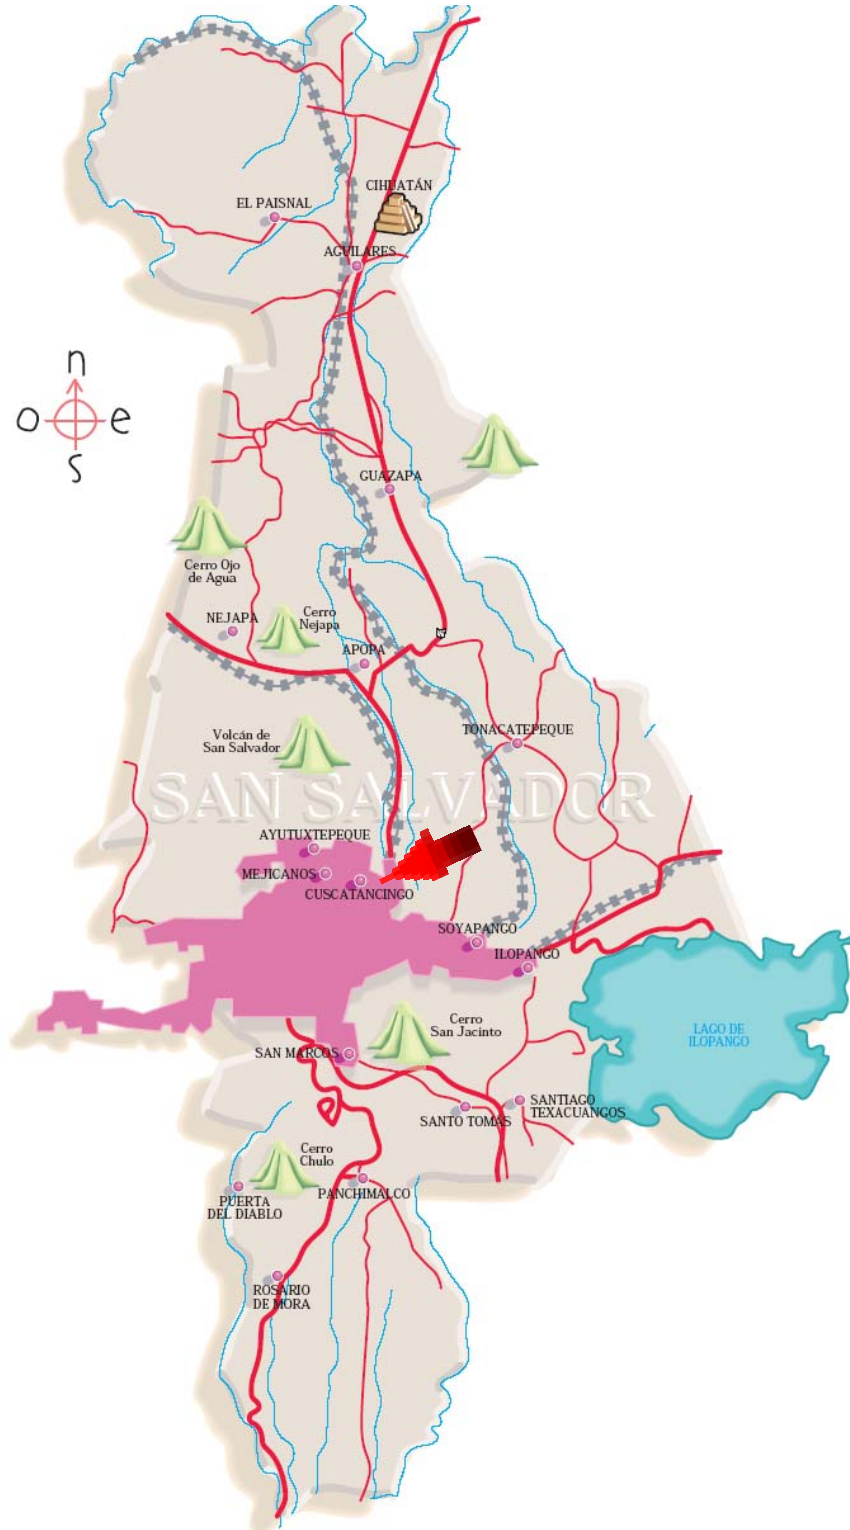 CIHUATÁN
EL PAISNAL
AGUILARES
n
o
e
s
GUAZAPA
Cerro Ojo
de Agua
NEJAPA
Cerro
Nejapa
APOPA
TONACATEPEQUE
Volcán de
San Salvador
SAN SALVADOR
AYUTUXTEPEQUE
MEJICANOS
CUSCATANCINGO
SOYAPANGO
ILOPANGO
Cerro
San Jacinto
LAGO DE
ILOPANGO
SAN MARCOS
SANTIAGO
TEXACUANGOS
SANTO TOMÁS
Cerro
Chulo
PUERTA
DEL DIABLO
PANCHIMALCO
ROSARIO
DE MORA